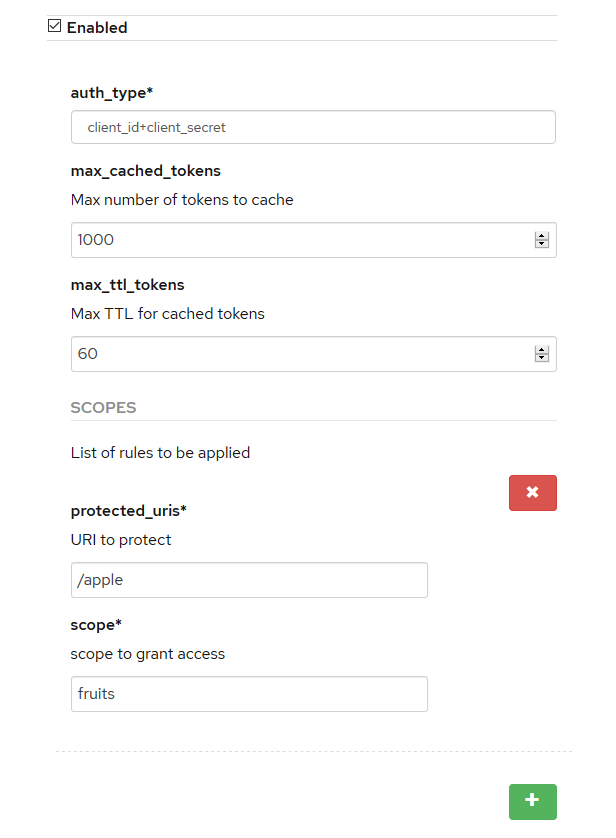 Enabled
auth_type*
client_id+client_secret
max_cached_tokens
Max number of tokens to cache
1000
max_ttl_tokens
Max TTL for cached tokens
60
SCOPES
List of rules to be applied
protected_uris*
URI to protect
/apple
scope*
scope to grant access
fruits